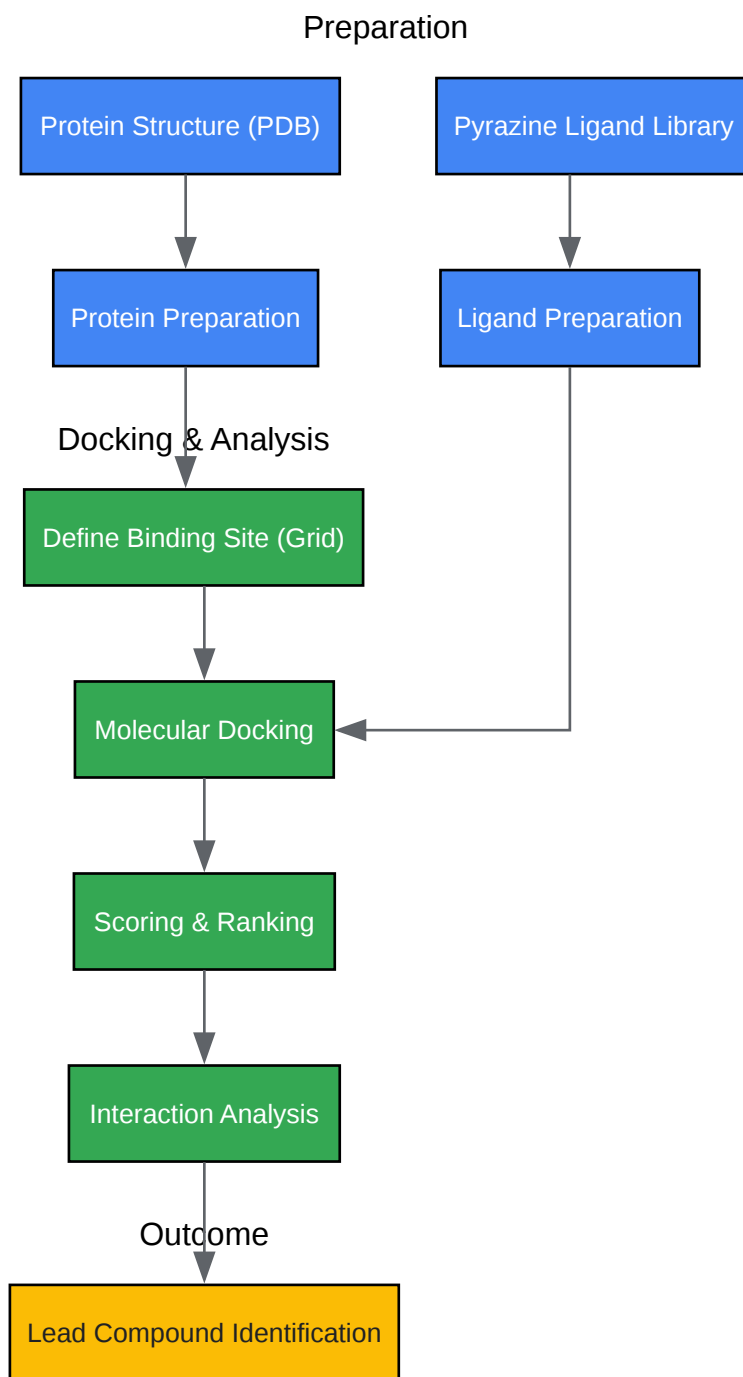 Preparation
Protein Structure (PDB)
Pyrazine Ligand Library
Protein Preparation
Ligand Preparation
Docking & Analysis
Define Binding Site (Grid)
Molecular Docking
Scoring & Ranking
Interaction Analysis
Outcome
Lead Compound Identification